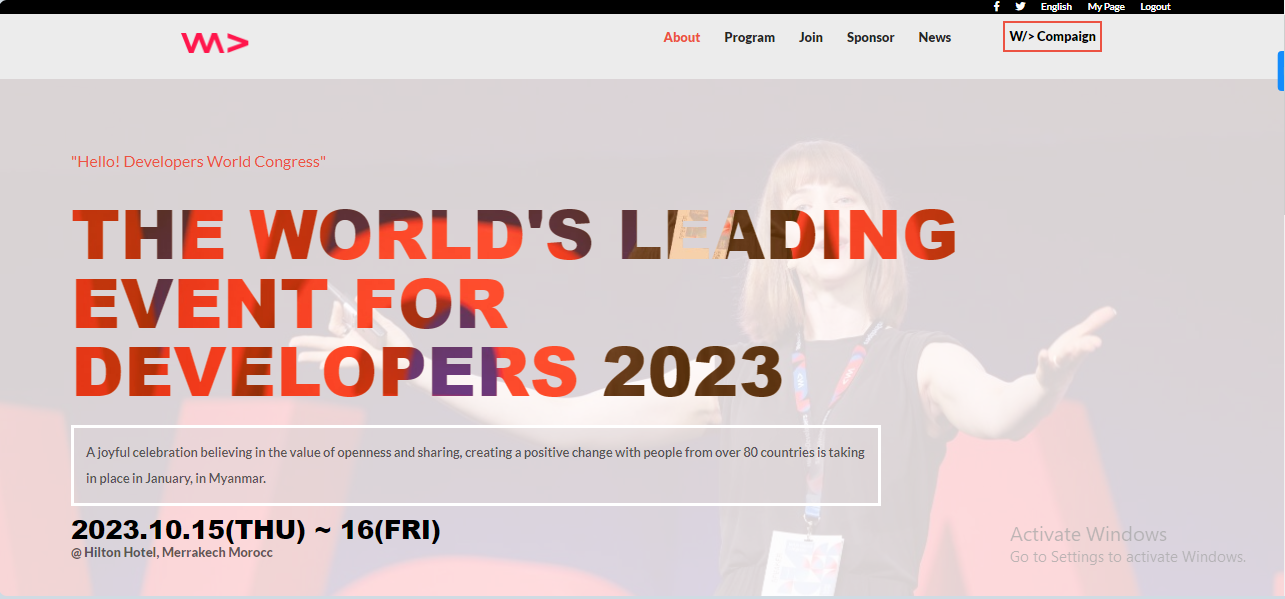 English My Page Logout
About Program Join Sponsor News W/> Compaign
"Hello! Developers World Congress"
THE WORLD'S LEADING
EVENT FOR
DEVELOPERS 2023
A joyful celebration believing in the value of openness and sharing, creating a positive change with people from over 80 countries is taking
in place in January, in Myanmar.
2023.10.15(THU) ~ 16(FRI)
@ Hilton Hotel, Merrakech Morocc
Activate Windows
Go to Settings to activate Windows.